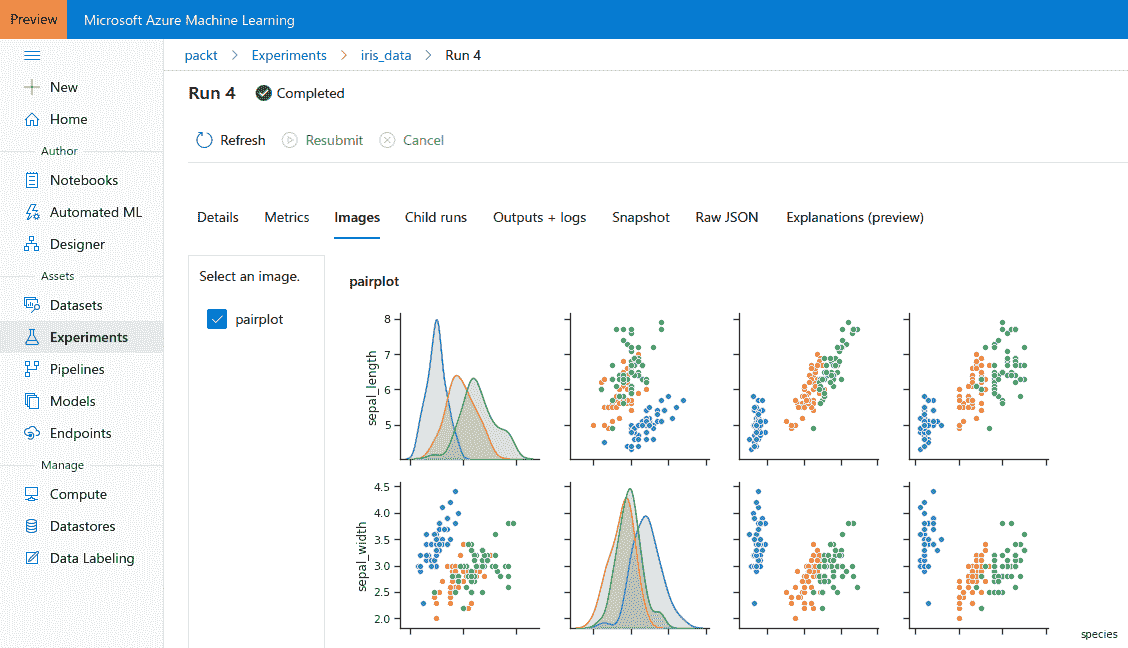 Preview
Microsoft Azure Machine Learning
packt > Experiments > iris_data > Run 4
Run 4 Completed
Refresh Resubmit Cancel
New
Home
Author
Notebooks
Automated ML
Designer
Assets
Datasets
Experiments
Pipelines
Models
Endpoints
Manage
Compute
Datastores
Data Labeling
Details Metrics Images Child runs Outputs + logs Snapshot Raw JSON Explanations (preview)
Select an image.
pairplot
pairplot
8
7
6
5
sepal_length
4.5
4.0
3.5
3.0
2.5
2.0
sepal_width
species